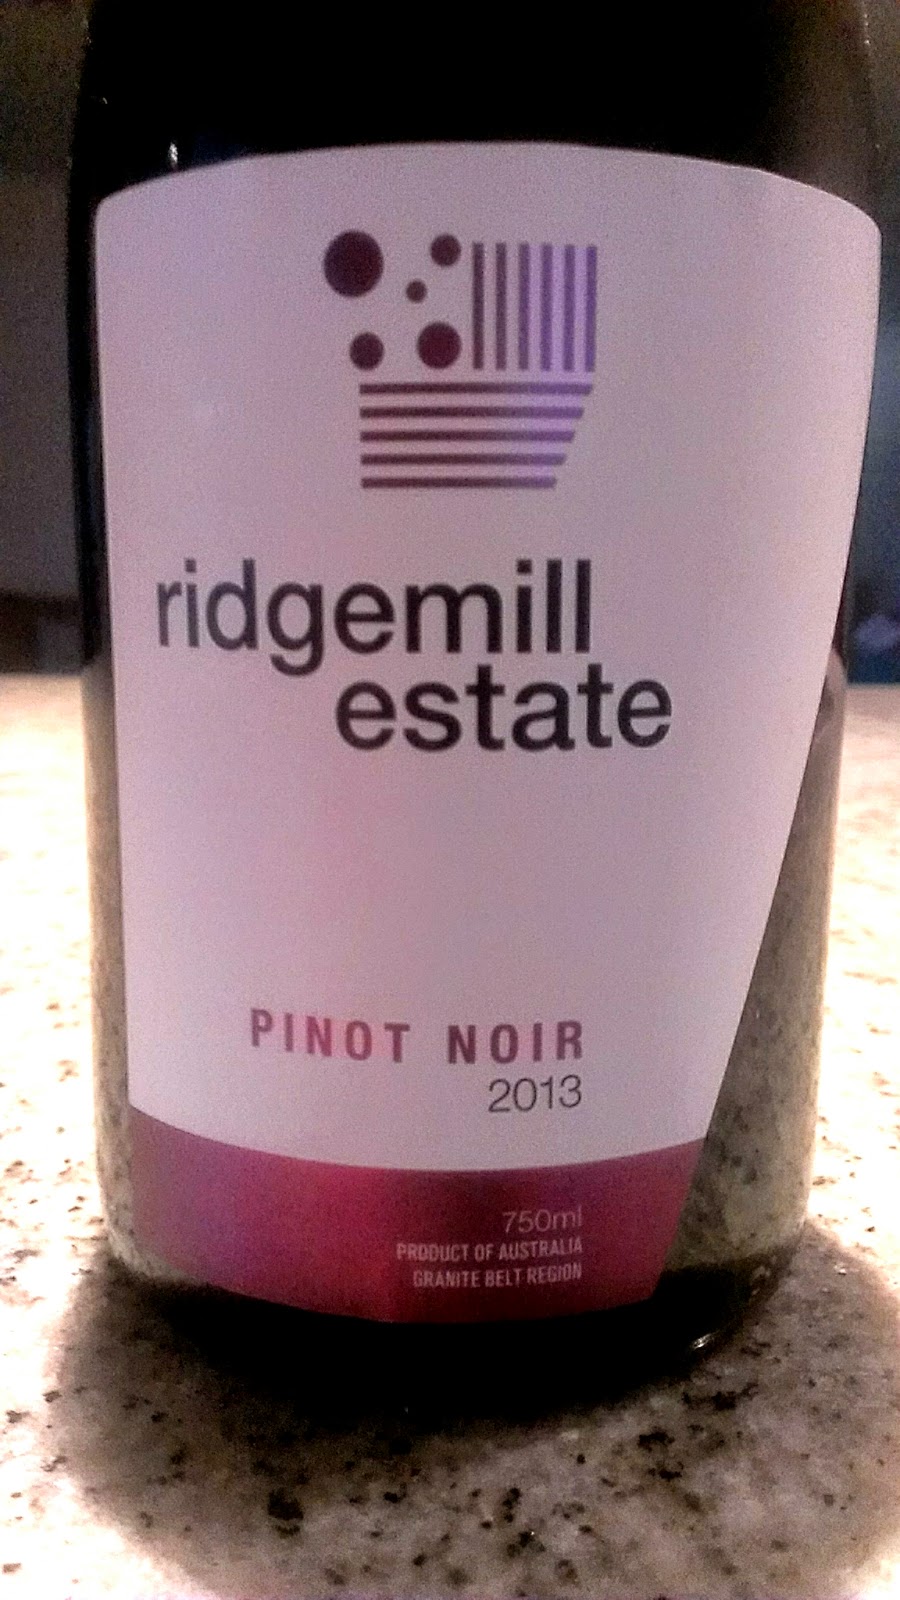 ridgemill
estate
PINOT NOIR
2013
750ml
PRODUCT OF AUSTRALIA
GRANITE BELT REGION